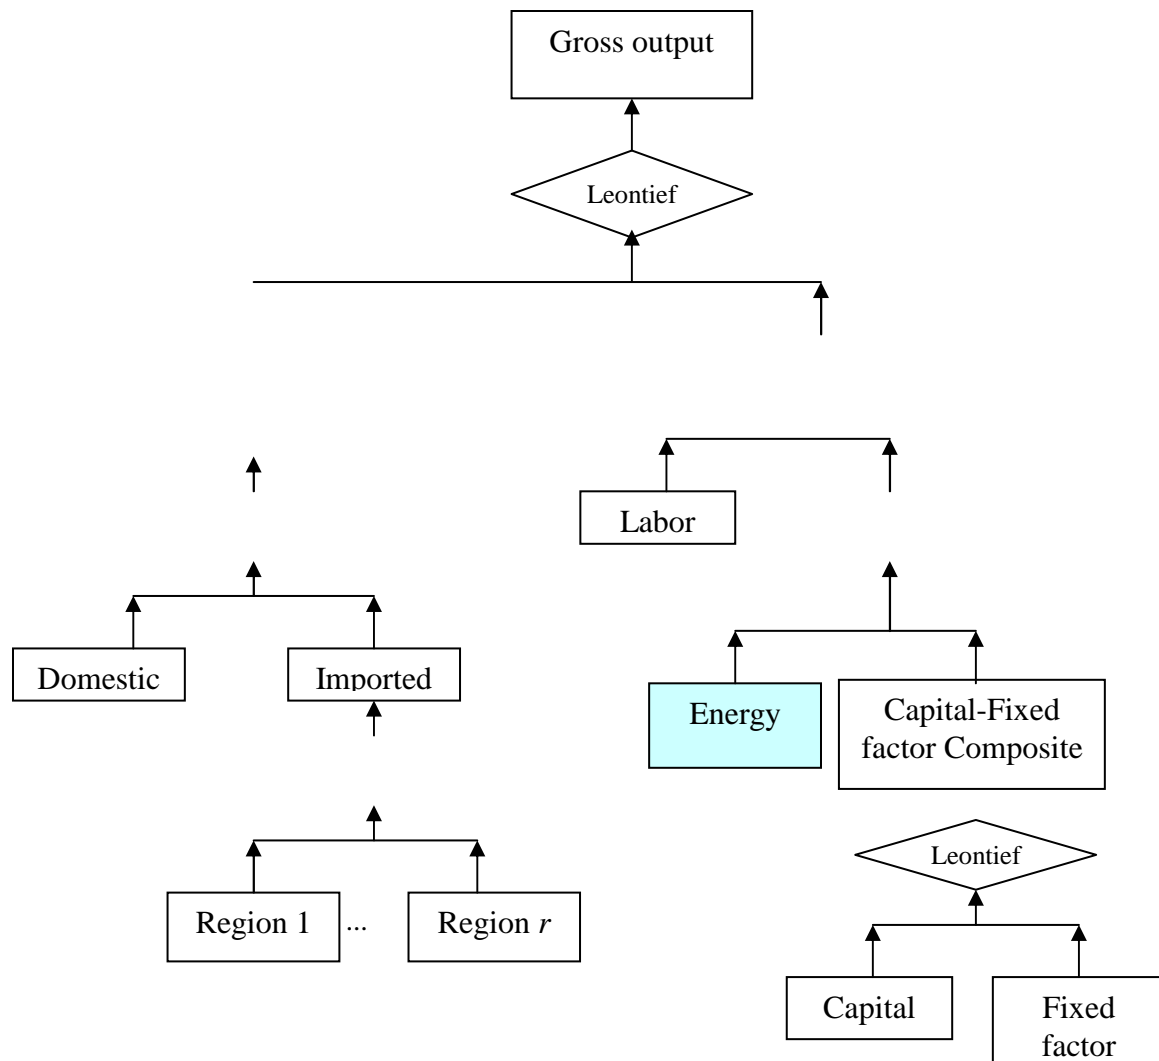 Gross output
Leontief
Labor
Domestic
Imported
Energy
Capital-Fixed
factor Composite
Leontief
Region 1
...
Region r
Capital
Fixed
factor